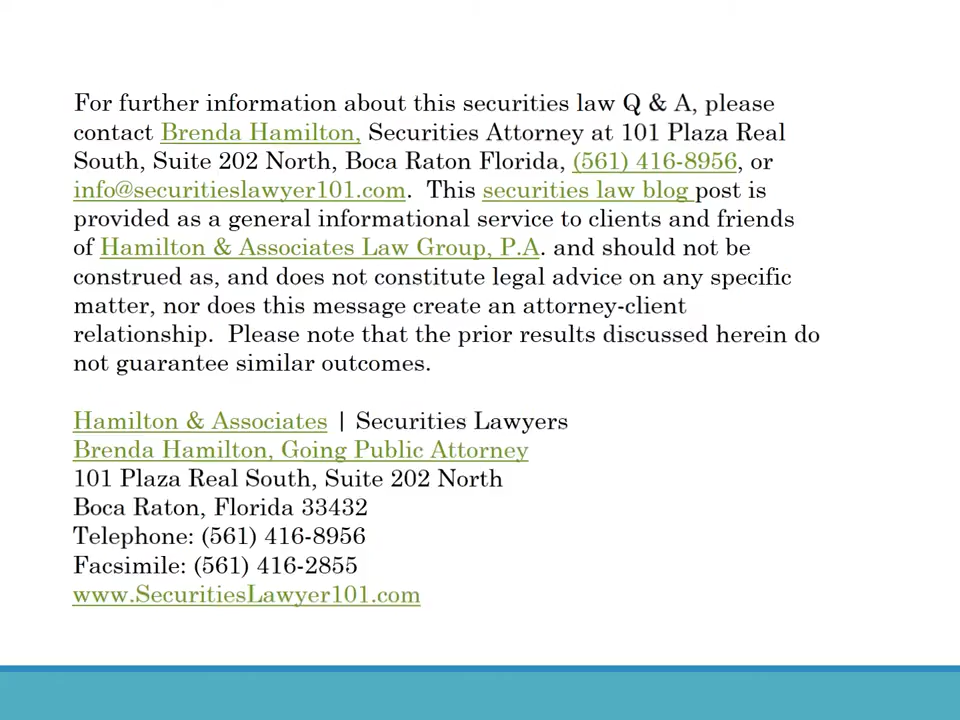 For further information about this securities law Q & A, please
contact Brenda Hamilton, Securities Attorney at 101 Plaza Real
South, Suite 202 North, Boca Raton Florida, (561) 416-8956, or
info@securitieslawyer101.com.  This securities law blog post is
provided as a general informational service to clients and friends
of Hamilton & Associates Law Group, P.A. and should not be
construed as, and does not constitute legal advice on any specific
matter, nor does this message create an attorney-client
relationship.  Please note that the prior results discussed herein do
not guarantee similar outcomes.
Hamilton & Associates | Securities Lawyers
Brenda Hamilton, Going Public Attorney
101 Plaza Real South, Suite 202 North
Boca Raton, Florida 33432
Telephone: (561) 416-8956
Facsimile: (561) 416-2855
www.SecuritiesLawyer101.com